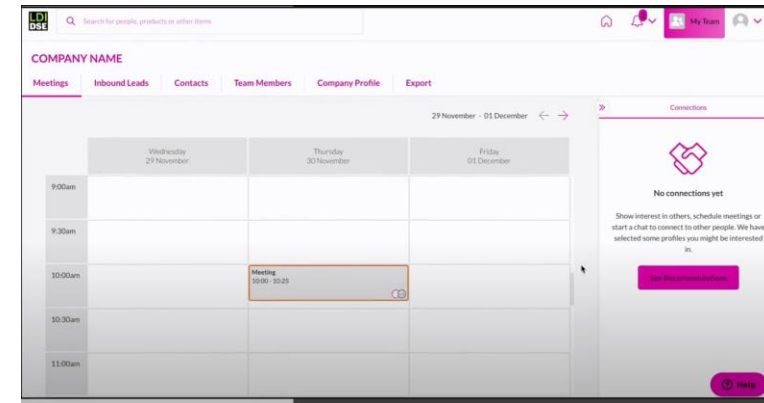 LDI
DSE
Search for people, products or other items
My Team
COMPANY NAME
Meetings Inbound Leads Contacts Team Members Company Profile Export
29 November - 01 December
Connections
Wednesday
29 November
Thursday
30 November
Friday
01 December
No connections yet
Show interest in others, schedule meetings or
start a chat to connect to other people. We have
selected some profiles you might be interested
in.
See Recommendations
9:00am
9:30am
10:00am
Meeting
10:00 - 10:25
10:30am
11:00am
Help